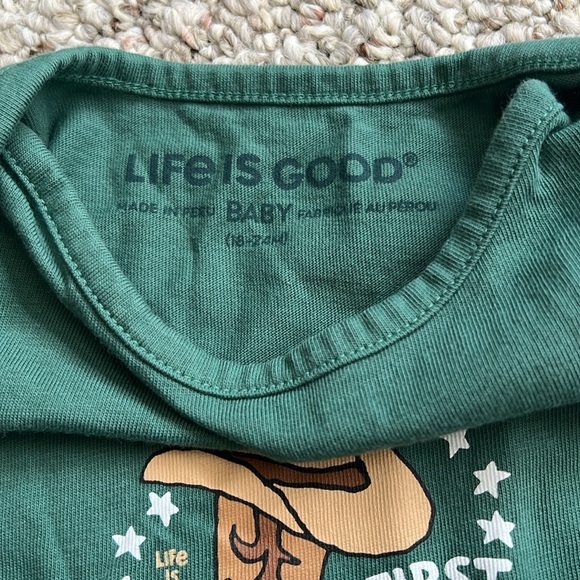 LIFE IS GOOD®
MADE IN PERU BABY FABRIQUÉ AU PÉROU
(18-24M)
LIFE
IS
FIRST